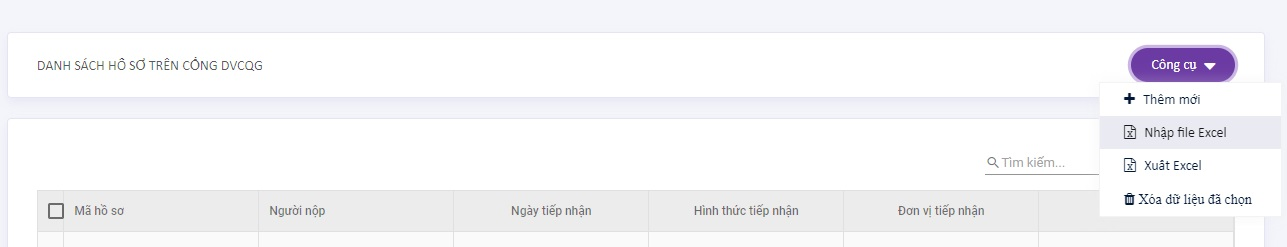 DANH SÁCH HỒ SƠ TRÊN CỔNG DVCQG
Công cụ
Thêm mới
Nhập file Excel
Xuất Excel
Xóa dữ liệu đã chọn
Tìm kiếm...
Mã hồ sơ
Người nộp
Ngày tiếp nhận
Hình thức tiếp nhận
Đơn vị tiếp nhận